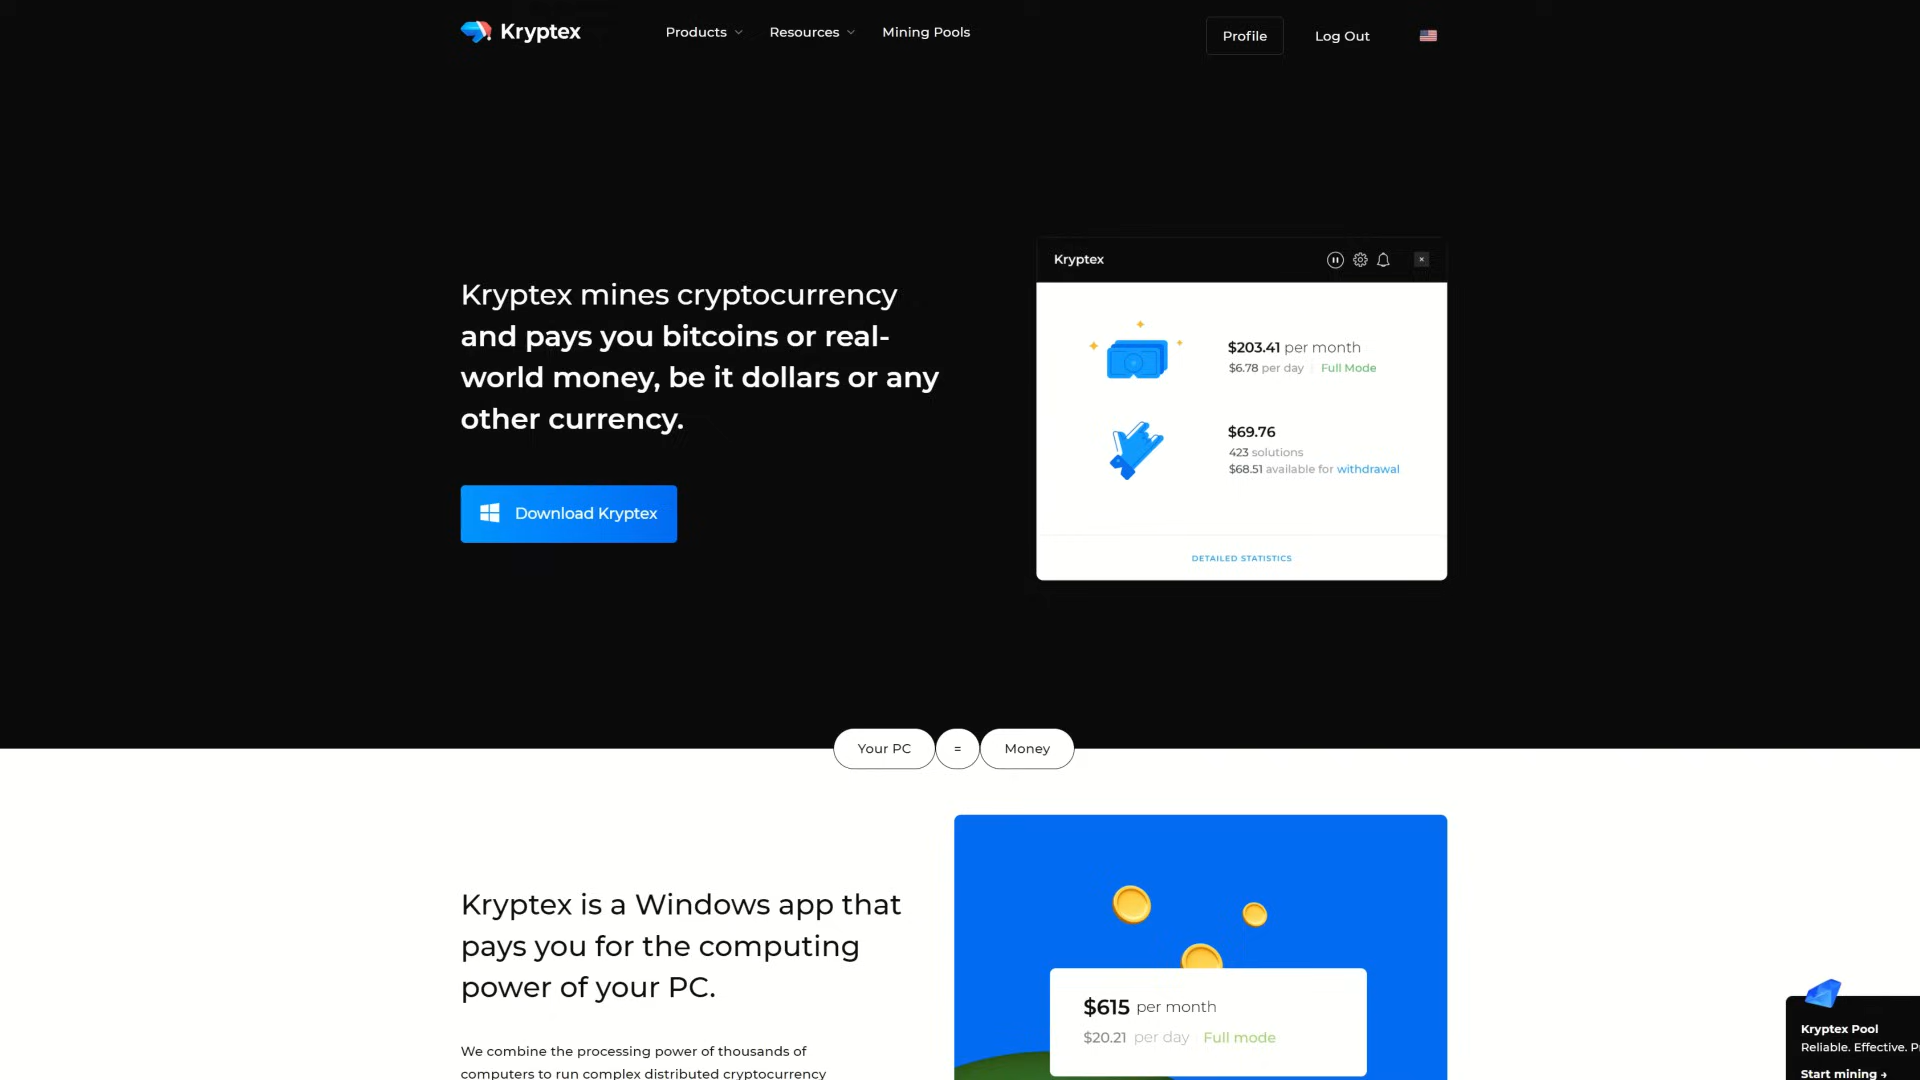 Kryptex
Products
Resources
Mining Pools
Profile
Log Out
Kryptex mines cryptocurrency
and pays you bitcoins or real-
world money, be it dollars or any
other currency.
Download Kryptex
Kryptex
$203.41 per month
$6.78 per day
Full Mode
$69.76
423 solutions
$68.51 available for withdrawal
DETAILED STATISTICS
Your PC
=
Money
Kryptex is a Windows app that
pays you for the computing
power of your PC.
We combine the processing power of thousands of
computers to run complex distributed cryptocurrency
$615 per month
$20.21 per day
Full mode
Kryptex Pool
Reliable. Effective.
Start mining →